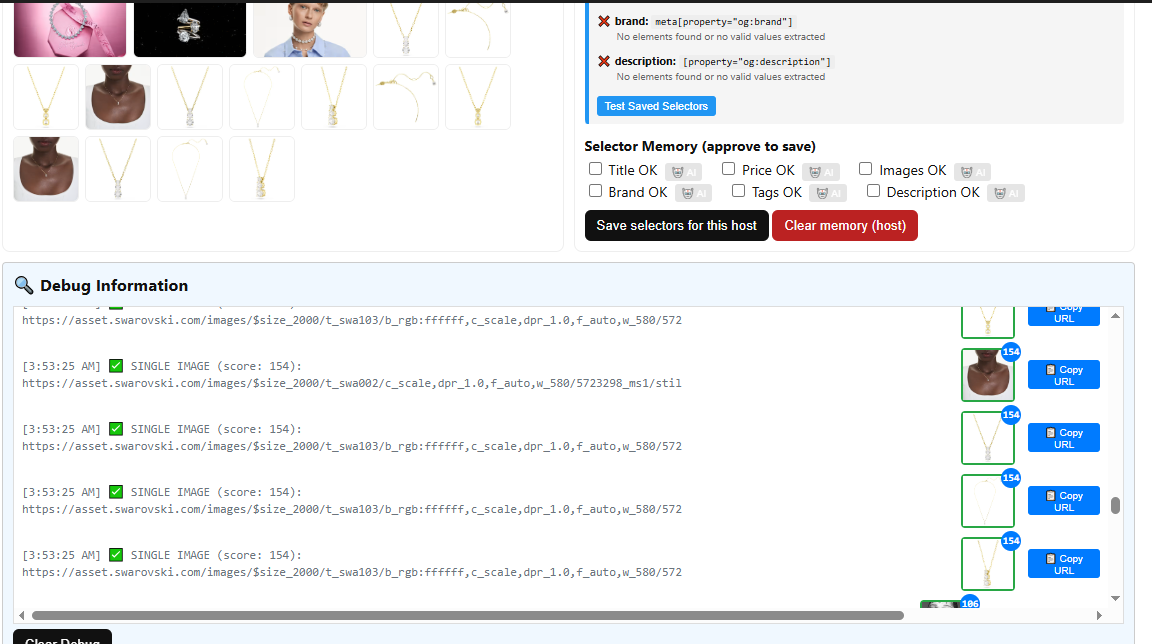 brand: meta[property="og:brand"]
No elements found or no valid values extracted
description: [property="og:description"]
No elements found or no valid values extracted
Test Saved Selectors
Selector Memory (approve to save)
Title OK AI Price OK AI Images OK AI
Brand OK AI Tags OK AI Description OK AI
Save selectors for this host Clear memory (host)
Debug Information
https://asset.swarovski.com/images/$size_2000/t_swa103/b_rgb:ffffff,c_scale,dpr_1.0,f_auto,w_580/572
Copy
URL
[3:53:25 AM] ✅ SINGLE IMAGE (score: 154):
https://asset.swarovski.com/images/$size_2000/t_swa002/c_scale,dpr_1.0,f_auto,w_580/5723298_ms1/stil
154
Copy
URL
[3:53:25 AM] ✅ SINGLE IMAGE (score: 154):
https://asset.swarovski.com/images/$size_2000/t_swa103/b_rgb:ffffff,c_scale,dpr_1.0,f_auto,w_580/572
154
Copy
URL
[3:53:25 AM] ✅ SINGLE IMAGE (score: 154):
https://asset.swarovski.com/images/$size_2000/t_swa103/b_rgb:ffffff,c_scale,dpr_1.0,f_auto,w_580/572
154
Copy
URL
[3:53:25 AM] ✅ SINGLE IMAGE (score: 154):
https://asset.swarovski.com/images/$size_2000/t_swa103/b_rgb:ffffff,c_scale,dpr_1.0,f_auto,w_580/572
154
Copy
URL
106
Clear Debug